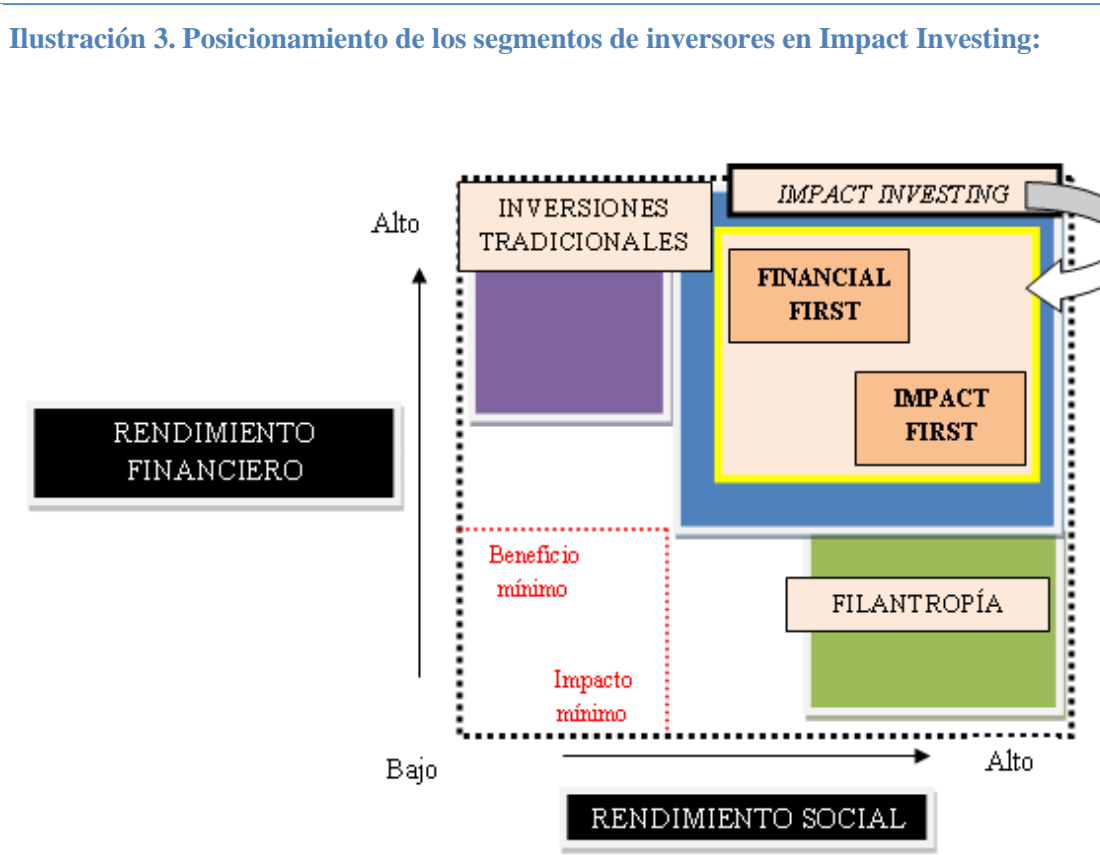 Ilustración 3. Posicionamiento de los segmentos de inversores en Impact Investing:
INVERSIONES
TRADICIONALES
IMPACT INVESTING
Alto
FINANCIAL
FIRST
IMPACT
FIRST
RENDIMIENTO
FINANCIERO
Beneficio
mínimo
FILANTROPÍA
Impacto
mínimo
Bajo
Alto
RENDIMIENTO SOCIAL